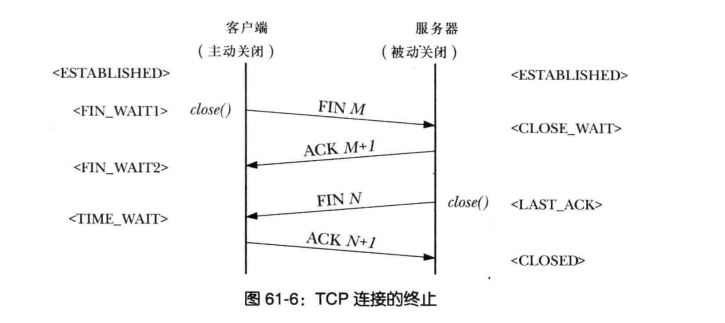 客户端 服务器
（主动关闭） （被动关闭）
<ESTABLISHED> <ESTABLISHED>
<FIN_WAIT1> close() FIN M
<CLOSE_WAIT>
ACK M+1
<FIN_WAIT2>
FIN N close() <LAST_ACK>
<TIME_WAIT>
ACK N+1
<CLOSED>
图 61-6：TCP 连接的终止